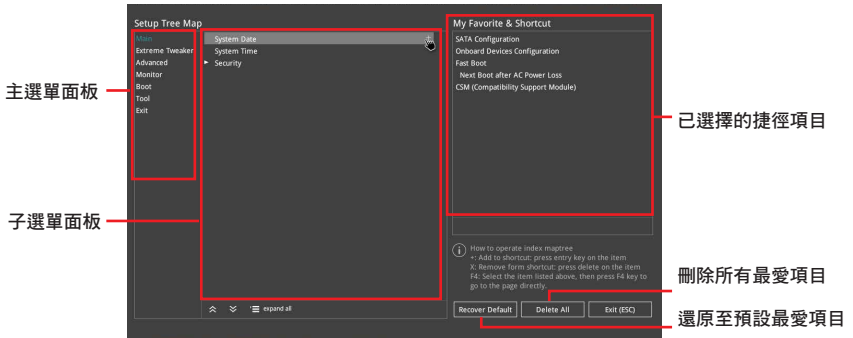 Setup Tree Map
Main
Extreme Tweaker
Advanced
Monitor
Boot
Tool
Exit
System Date
System Time
Security
expand all
My Favorite & Shortcut
SATA Configuration
Onboard Devices Configuration
Fast Boot
Next Boot after AC Power Loss
CSM (Compatibility Support Module)
How to operate index maptree
+: Add to shortcut: press entry key on the item
X: Remove form shortcut: press delete on the item
F4: Select the item listed above, then press F4 key to
go to the page directly.
Recover Default
Delete All
Exit (ESC)
主選單面板
子選單面板
已選擇的捷徑項目
刪除所有最愛項目
還原至預設最愛項目